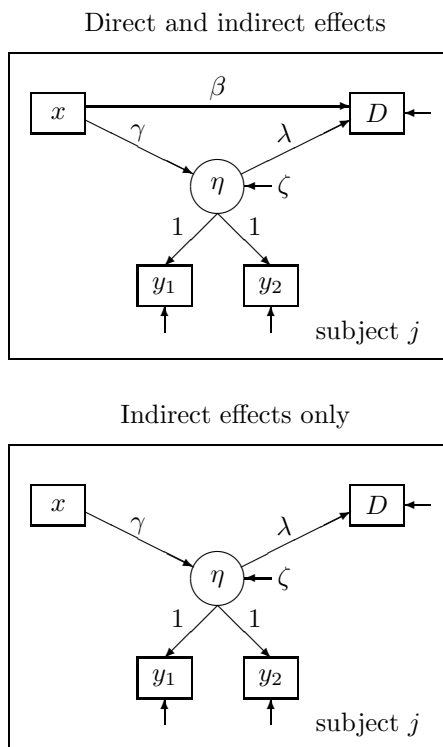 Direct and indirect effects
β
x D
γ λ
η ζ
1 1
y₁ y₂
subject j
Indirect effects only
x D
γ λ
η ζ
1 1
y₁ y₂
subject j